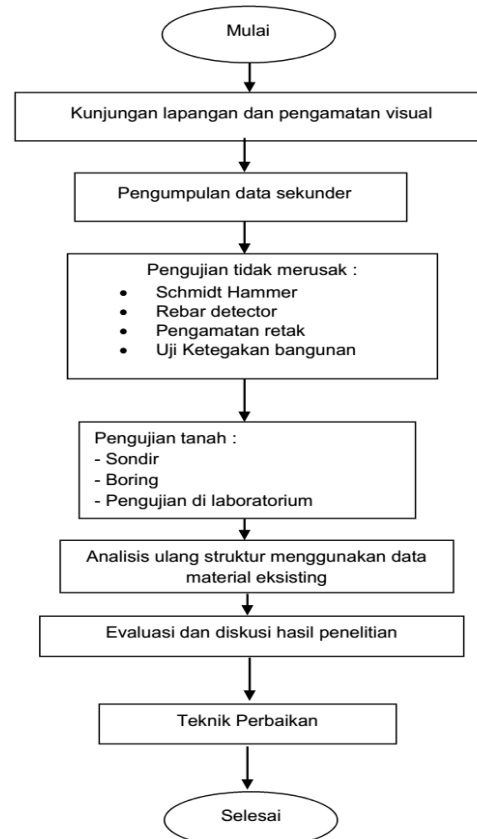 Mulai
Kunjungan lapangan dan pengamatan visual
Pengumpulan data sekunder
Pengujian tidak merusak :
• Schmidt Hammer
• Rebar detector
• Pengamatan retak
• Uji Ketegakan bangunan
Pengujian tanah :
- Sondir
- Boring
- Pengujian di laboratorium
Analisis ulang struktur menggunakan data
material eksisting
Evaluasi dan diskusi hasil penelitian
Teknik Perbaikan
Selesai